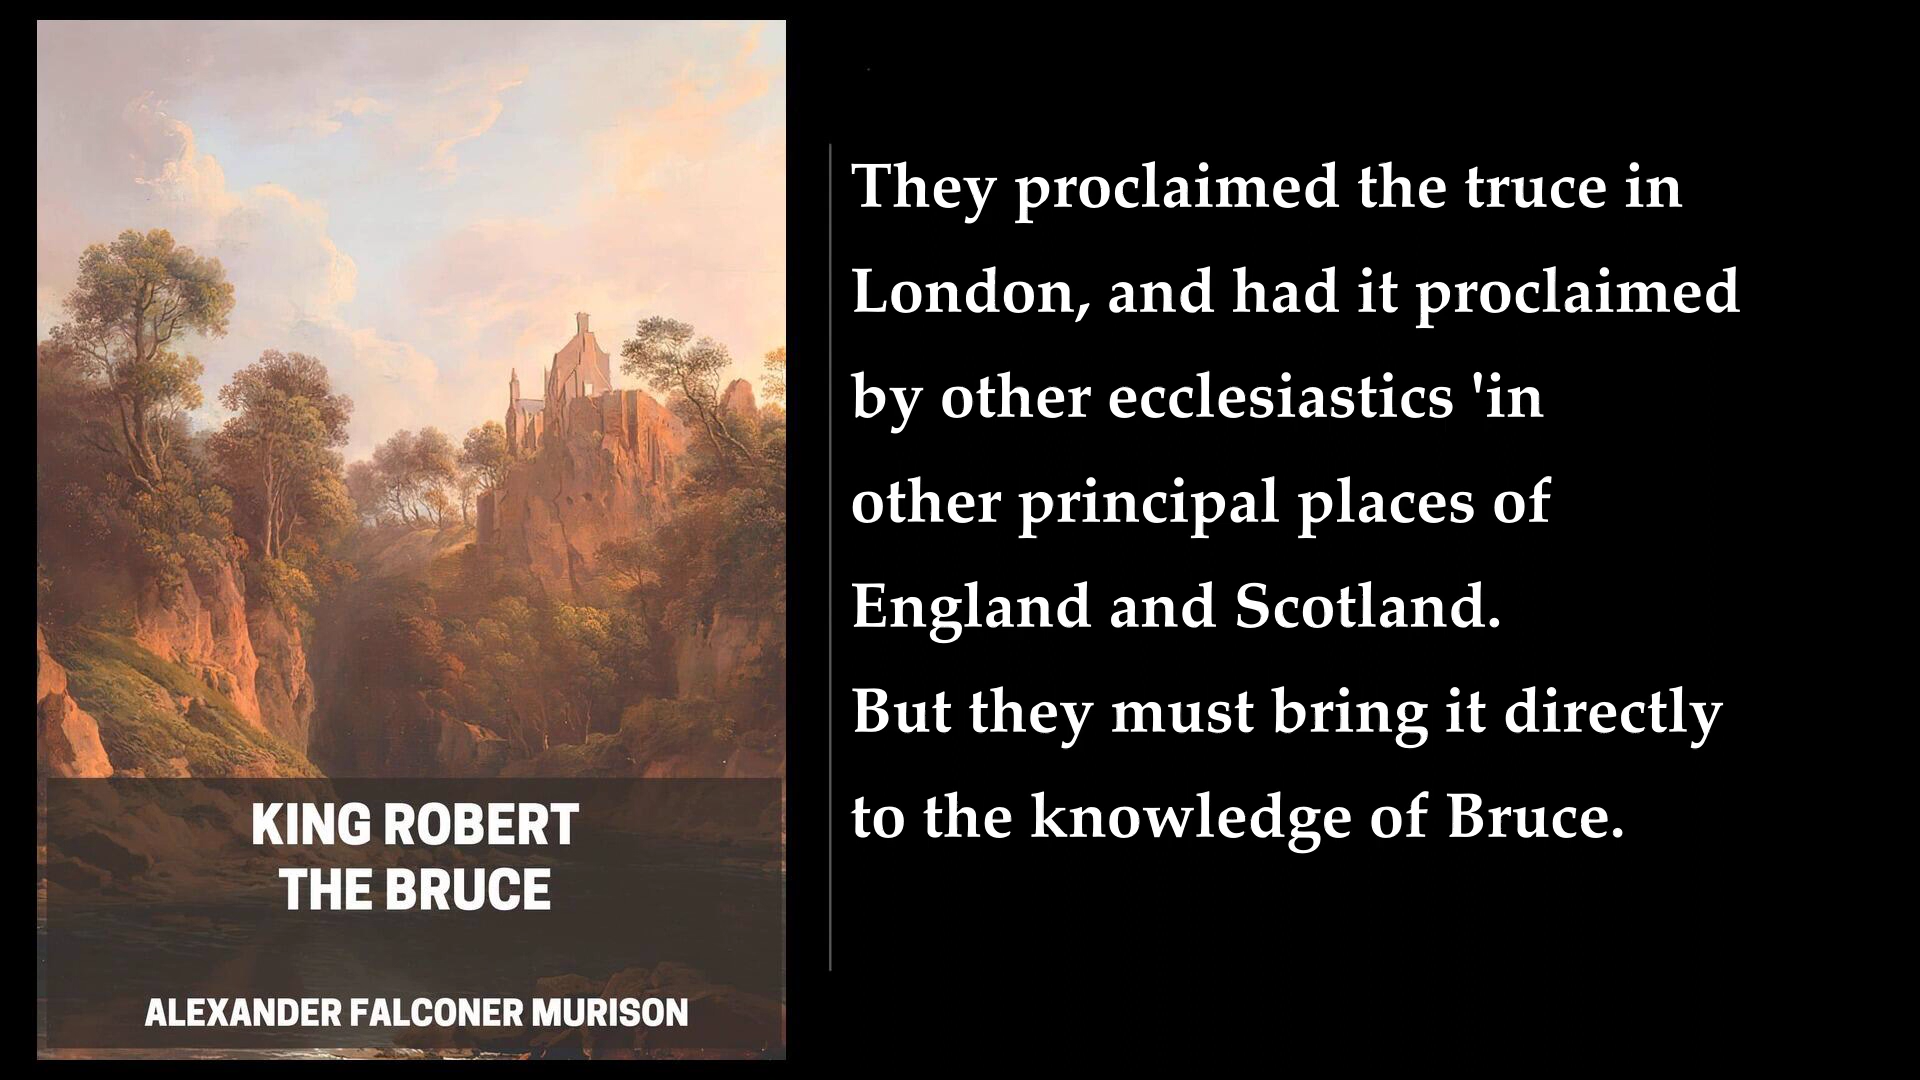 KING ROBERT
THE BRUCE
ALEXANDER FALCONER MURISON
They proclaimed the truce in
London, and had it proclaimed
by other ecclesiastics 'in
other principal places of
England and Scotland.
But they must bring it directly
to the knowledge of Bruce.